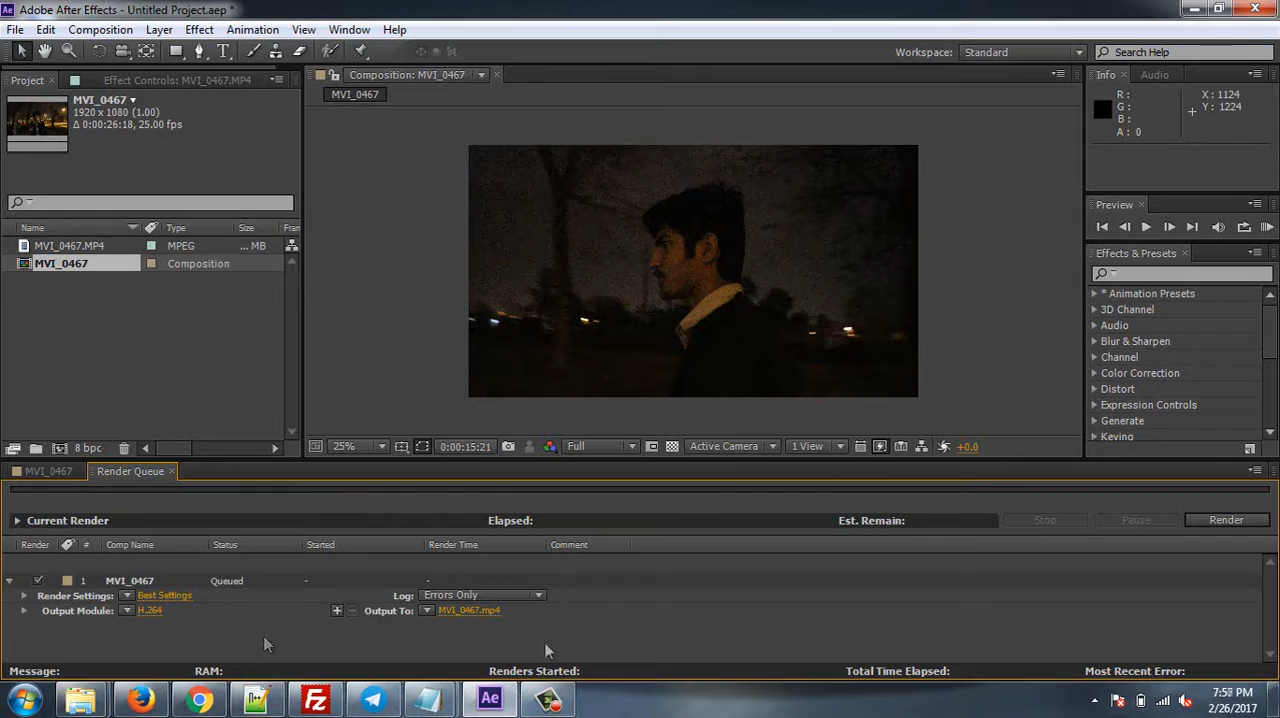 Adobe After Effects - Untitled Project.aep *
File Edit Composition Layer Effect Animation View Window Help
Workspace: Standard Search Help
Project Effect Controls: MVI_0467.MP4 Composition: MVI_0467 Info Audio
MVI_0467
1920 x 1080 (1.00)
Δ 0:00:26:18, 25.00 fps
MVI_0467
R :
G :
B :
A : 0
X : 1124
Y : 1224
Preview
Name Type Size Fran
MVI_0467.MP4 MPEG ... MB
MVI_0467 Composition
Effects & Presets
* Animation Presets
3D Channel
Audio
Blur & Sharpen
Channel
Color Correction
Distort
Expression Controls
Generate
Keying
8 bpc
25% 0:00:15:21 Full Active Camera 1 View +0.0
MVI_0467 Render Queue
Current Render Elapsed: Est. Remain: Stop Pause Render
Render # Comp Name Status Started Render Time Comment
1 MVI_0467 Queued - -
Render Settings: Best Settings Log: Errors Only
Output Module: H.264 Output To: MVI_0467.mp4
Message: RAM: Renders Started: Total Time Elapsed: Most Recent Error:
Ae
Fz
2/26/2017